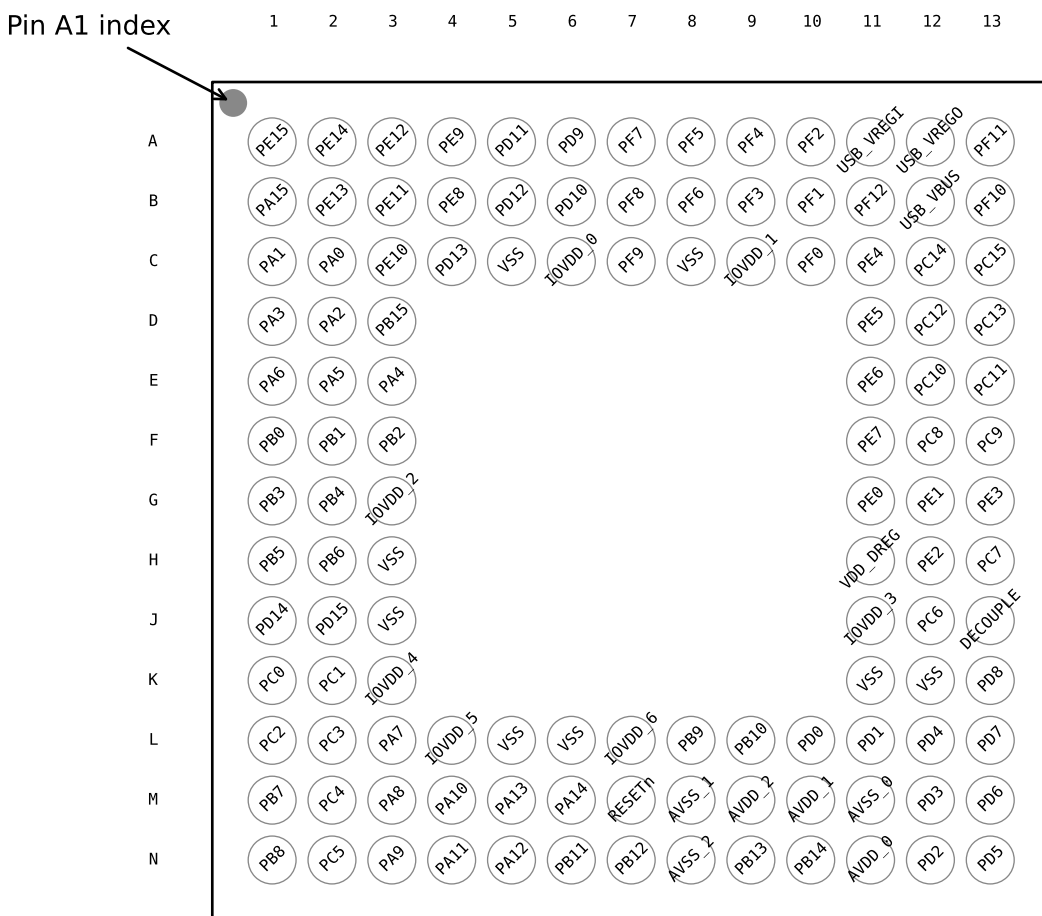 Pin A1 index
1 2 3 4 5 6 7 8 9 10 11 12 13
A PE15 PE14 PE12 PE9 PD11 PD9 PF7 PF5 PF4 PF2 USB_VREGI USB_VREGO PF11
B PA15 PE13 PE11 PE8 PD12 PD10 PF8 PF6 PF3 PF1 PF12 USB_VBUS PF10
C PA1 PA0 PE10 PD13 VSS IOVDD_0 PF9 VSS IOVDD_1 PF0 PE4 PC14 PC15
D PA3 PA2 PB15 PE5 PC12 PC13
E PA6 PA5 PA4 PE6 PC10 PC11
F PB0 PB1 PB2 PE7 PC8 PC9
G PB3 PB4 IOVDD_2 PE0 PE1 PE3
H PB5 PB6 VSS VDD_DREG PE2 PC7
J PD14 PD15 VSS IOVDD_3 PC6 DECOUPLE
K PC0 PC1 IOVDD_4 VSS VSS PD8
L PC2 PC3 PA7 IOVDD_5 VSS VSS IOVDD_6 PB9 PB10 PD0 PD1 PD4 PD7
M PB7 PC4 PA8 PA10 PA13 PA14 RESETn AVSS_1 AVDD_2 AVDD_1 AVSS_0 PD3 PD6
N PB8 PC5 PA9 PA11 PA12 PB11 PB12 AVSS_2 PB13 PB14 AVDD_0 PD2 PD5